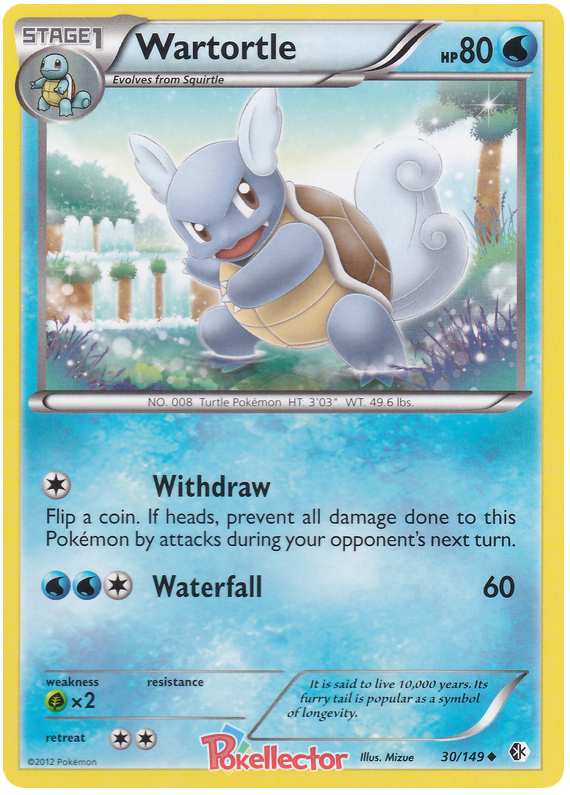 STAGE1
Wartortle
HP80
Evolves from Squirtle
NO. 008 Turtle Pokémon HT. 3'03" WT. 49.6 lbs.
Withdraw
Flip a coin. If heads, prevent all damage done to this
Pokémon by attacks during your opponent's next turn.
Waterfall 60
weakness resistance
×2
It is said to live 10,000 years. Its
furry tail is popular as a symbol
of longevity.
retreat
©2012 Pokémon
Pokellector
Illus. Mizue 30/149